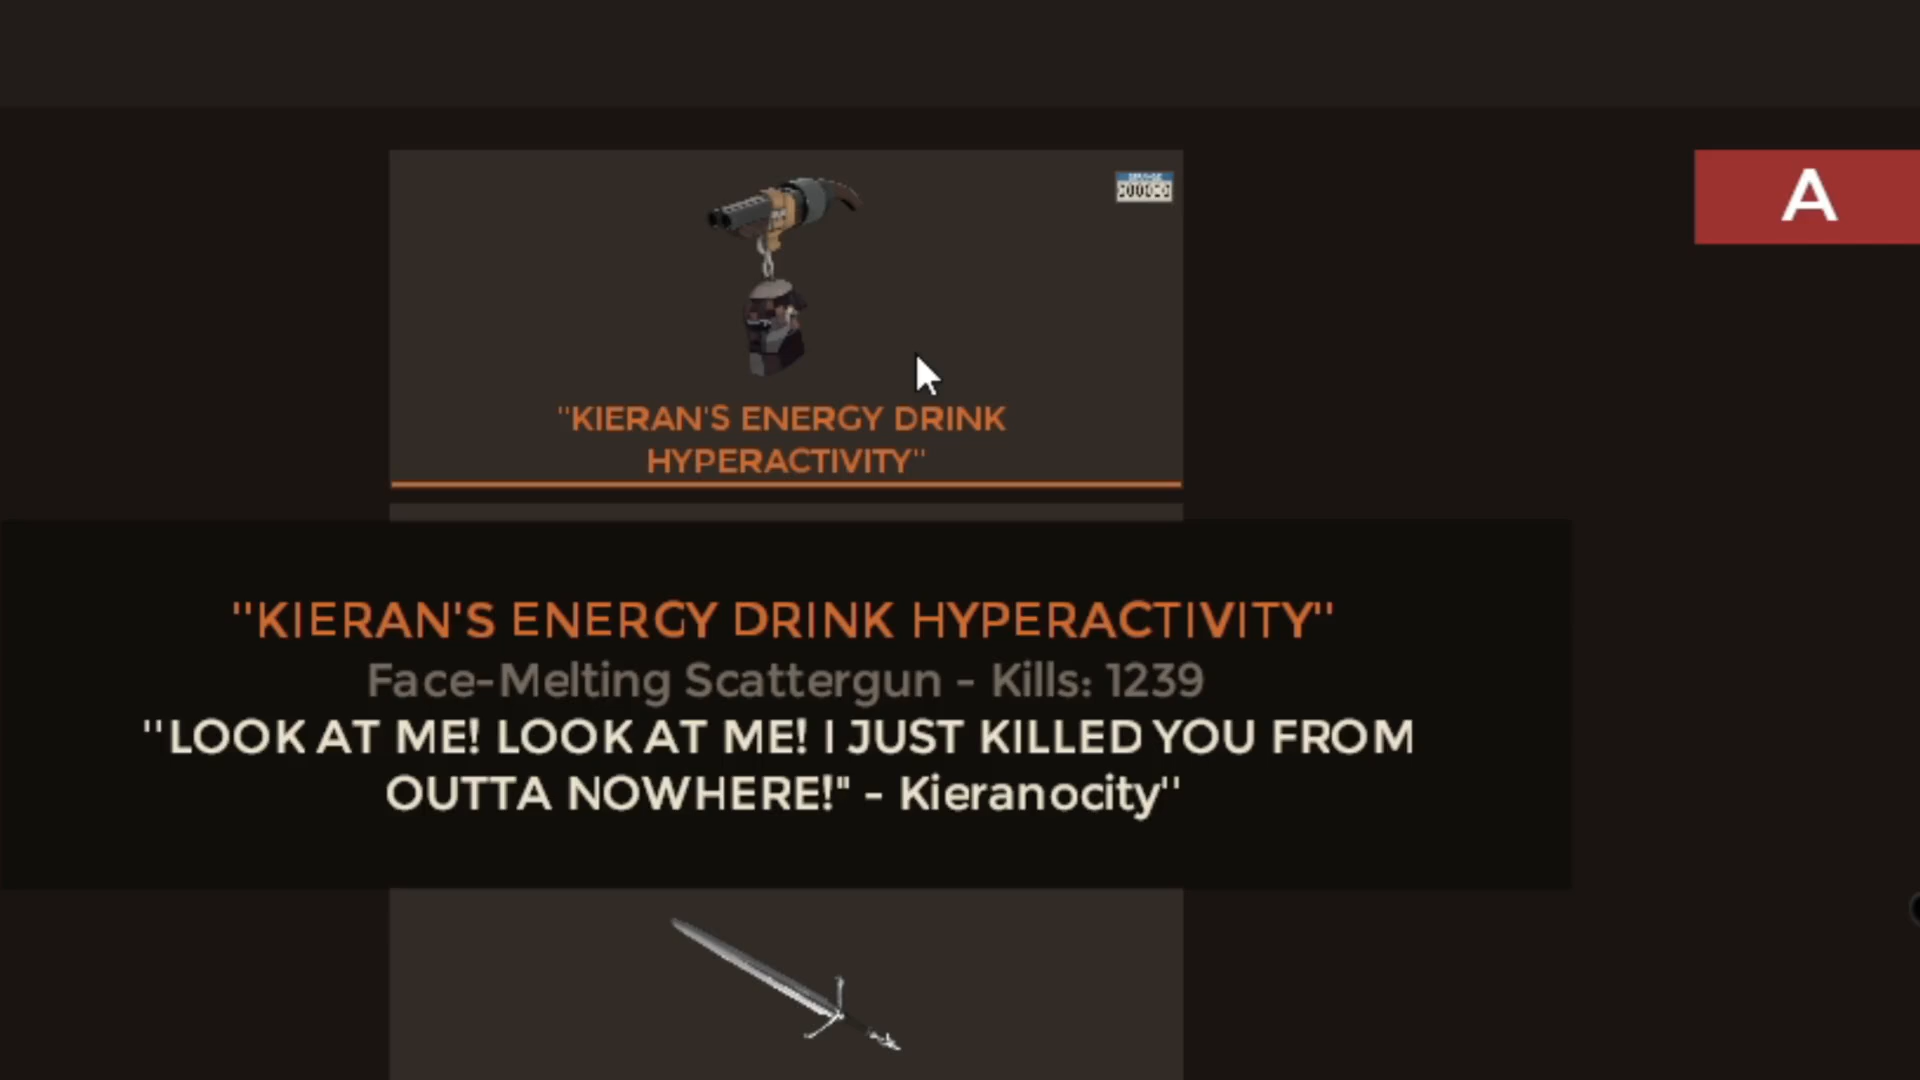 A
"KIERAN'S ENERGY DRINK
HYPERACTIVITY"
"KIERAN'S ENERGY DRINK HYPERACTIVITY"
Face-Melting Scattergun - Kills: 1239
"LOOK AT ME! LOOK AT ME! I JUST KILLED YOU FROM
OUTTA NOWHERE!" - Kieranocity"